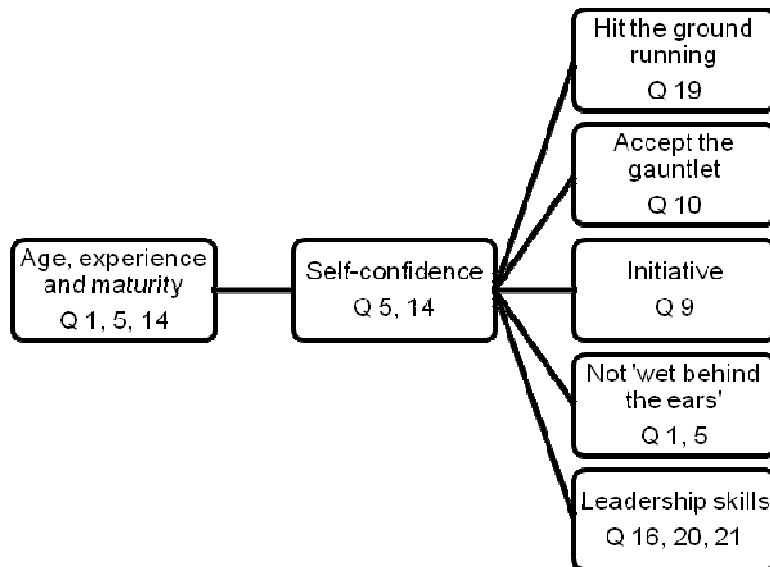 Hit the ground
running
Q 19
Accept the
gauntlet
Q 10
Age, experience
and maturity
Q 1, 5, 14
Self-confidence
Q 5, 14
Initiative
Q 9
Not 'wet behind
the ears'
Q 1, 5
Leadership skills
Q 16, 20, 21